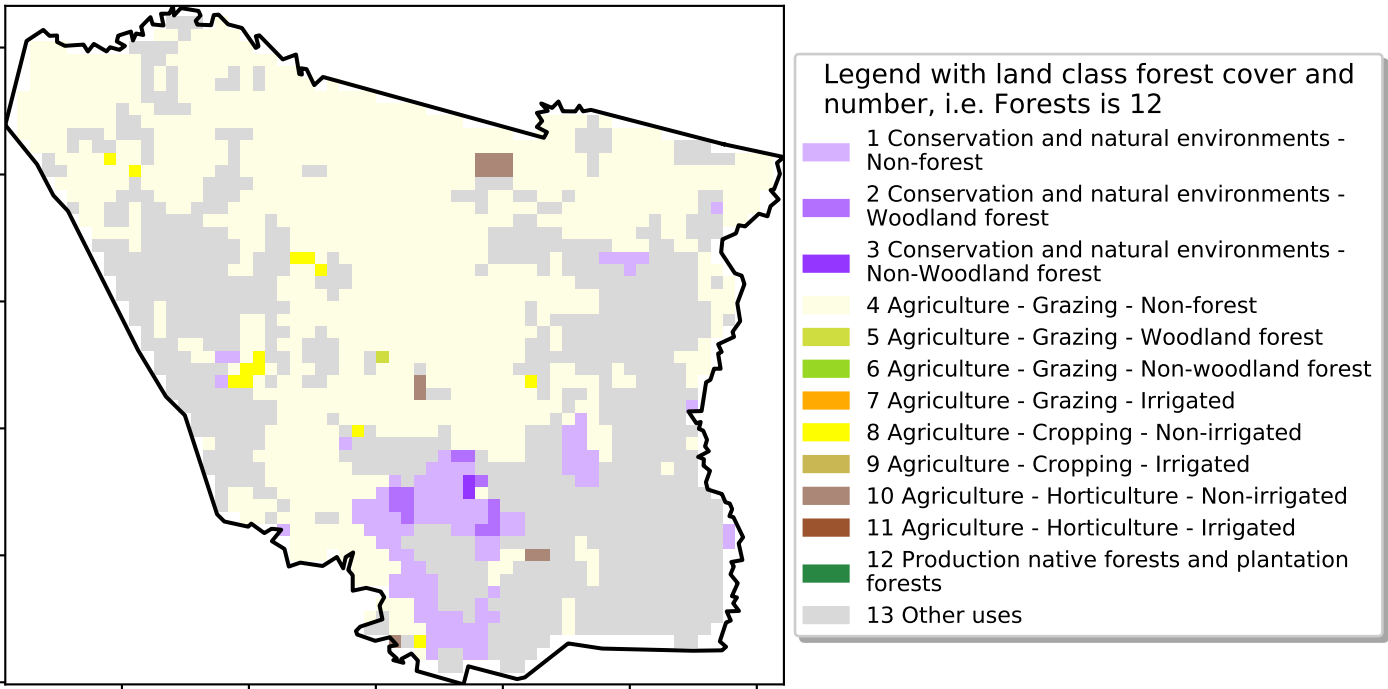 Legend with land class forest cover and
number, i.e. Forests is 12
1 Conservation and natural environments -
Non-forest
2 Conservation and natural environments -
Woodland forest
3 Conservation and natural environments -
Non-Woodland forest
4 Agriculture - Grazing - Non-forest
5 Agriculture - Grazing - Woodland forest
6 Agriculture - Grazing - Non-woodland forest
7 Agriculture - Grazing - Irrigated
8 Agriculture - Cropping - Non-irrigated
9 Agriculture - Cropping - Irrigated
10 Agriculture - Horticulture - Non-irrigated
11 Agriculture - Horticulture - Irrigated
12 Production native forests and plantation
forests
13 Other uses